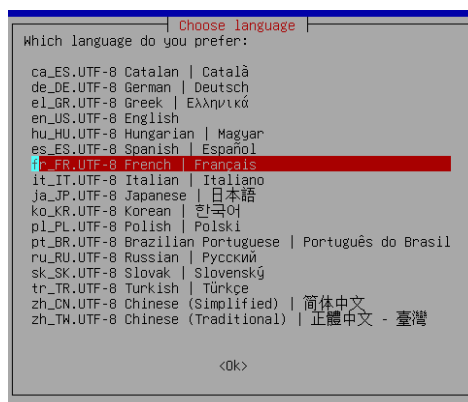 Choose language
Which language do you prefer:
ca_ES.UTF-8 Catalan | Català
de_DE.UTF-8 German | Deutsch
el_GR.UTF-8 Greek | Ελληνικά
en_US.UTF-8 English
hu_HU.UTF-8 Hungarian | Magyar
es_ES.UTF-8 Spanish | Español
fr_FR.UTF-8 French | Français
it_IT.UTF-8 Italian | Italiano
ja_JP.UTF-8 Japanese | 日本語
ko_KR.UTF-8 Korean | 한국어
pl_PL.UTF-8 Polish | Polski
pt_BR.UTF-8 Brazilian Portuguese | Português do Brasil
ru_RU.UTF-8 Russian | Русский
sk_SK.UTF-8 Slovak | Slovenský
tr_TR.UTF-8 Turkish | Türkçe
zh_CN.UTF-8 Chinese (Simplified) | 简体中文
zh_TW.UTF-8 Chinese (Traditional) | 正體中文 - 臺灣
<Ok>